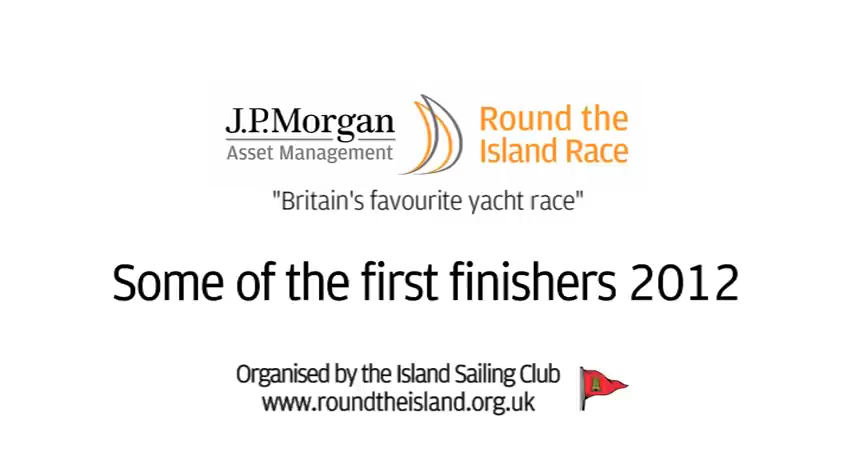 J.P.Morgan
Asset Management
Round the
Island Race
"Britain's favourite yacht race"
Some of the first finishers 2012
Organised by the Island Sailing Club
www.roundtheisland.org.uk